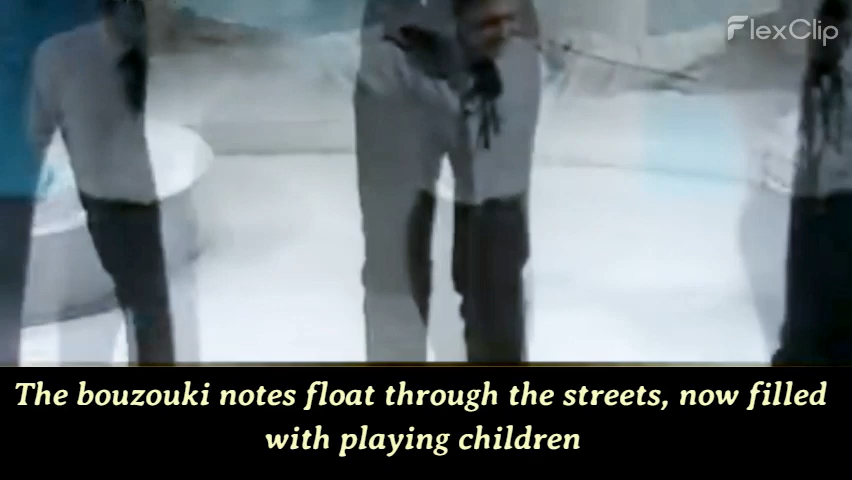 FlexClip
The bouzouki notes float through the streets, now filled
with playing children